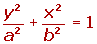 y²/a² + x²/b² = 1